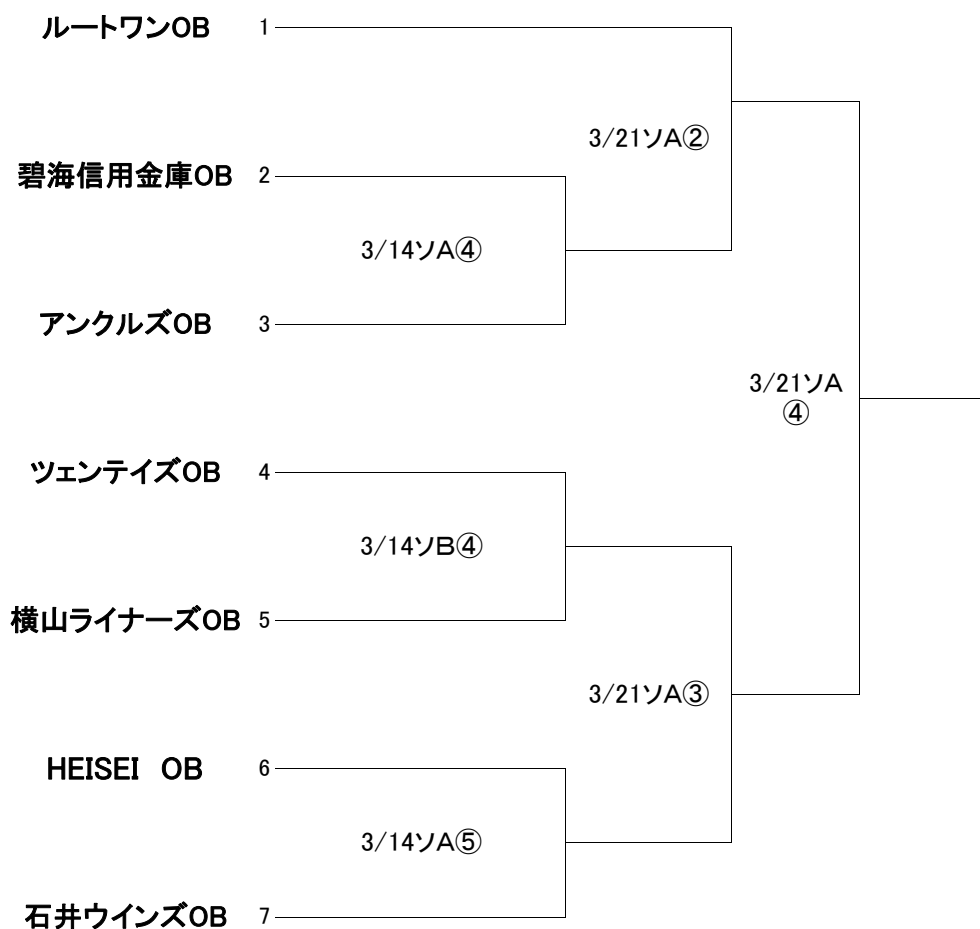 ルートワンOB 1
3/21ソA②
碧海信用金庫OB 2
3/14ソA④
アンクルズOB 3
3/21ソA
④
ツェンテイズOB 4
3/14ソB④
横山ライナーズOB 5
3/21ソA③
HEISEI　OB 6
3/14ソA⑤
石井ウインズOB 7